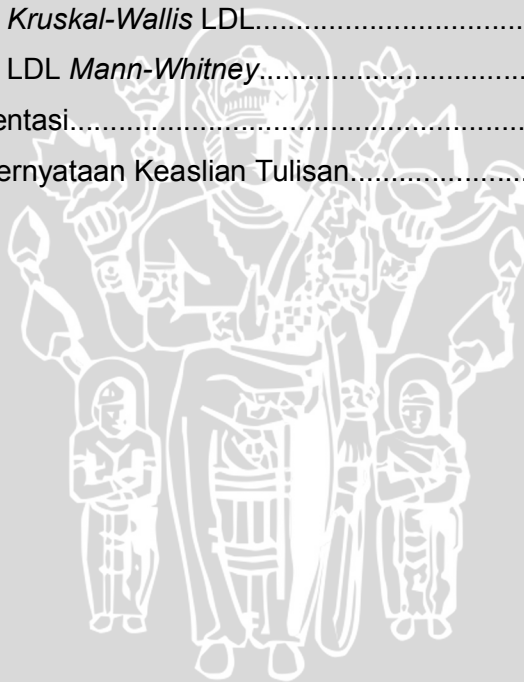 Kruskal-Wallis LDL................................
LDL Mann-Whitney................................
entasi......................................................
ernyataan Keaslian Tulisan.....................